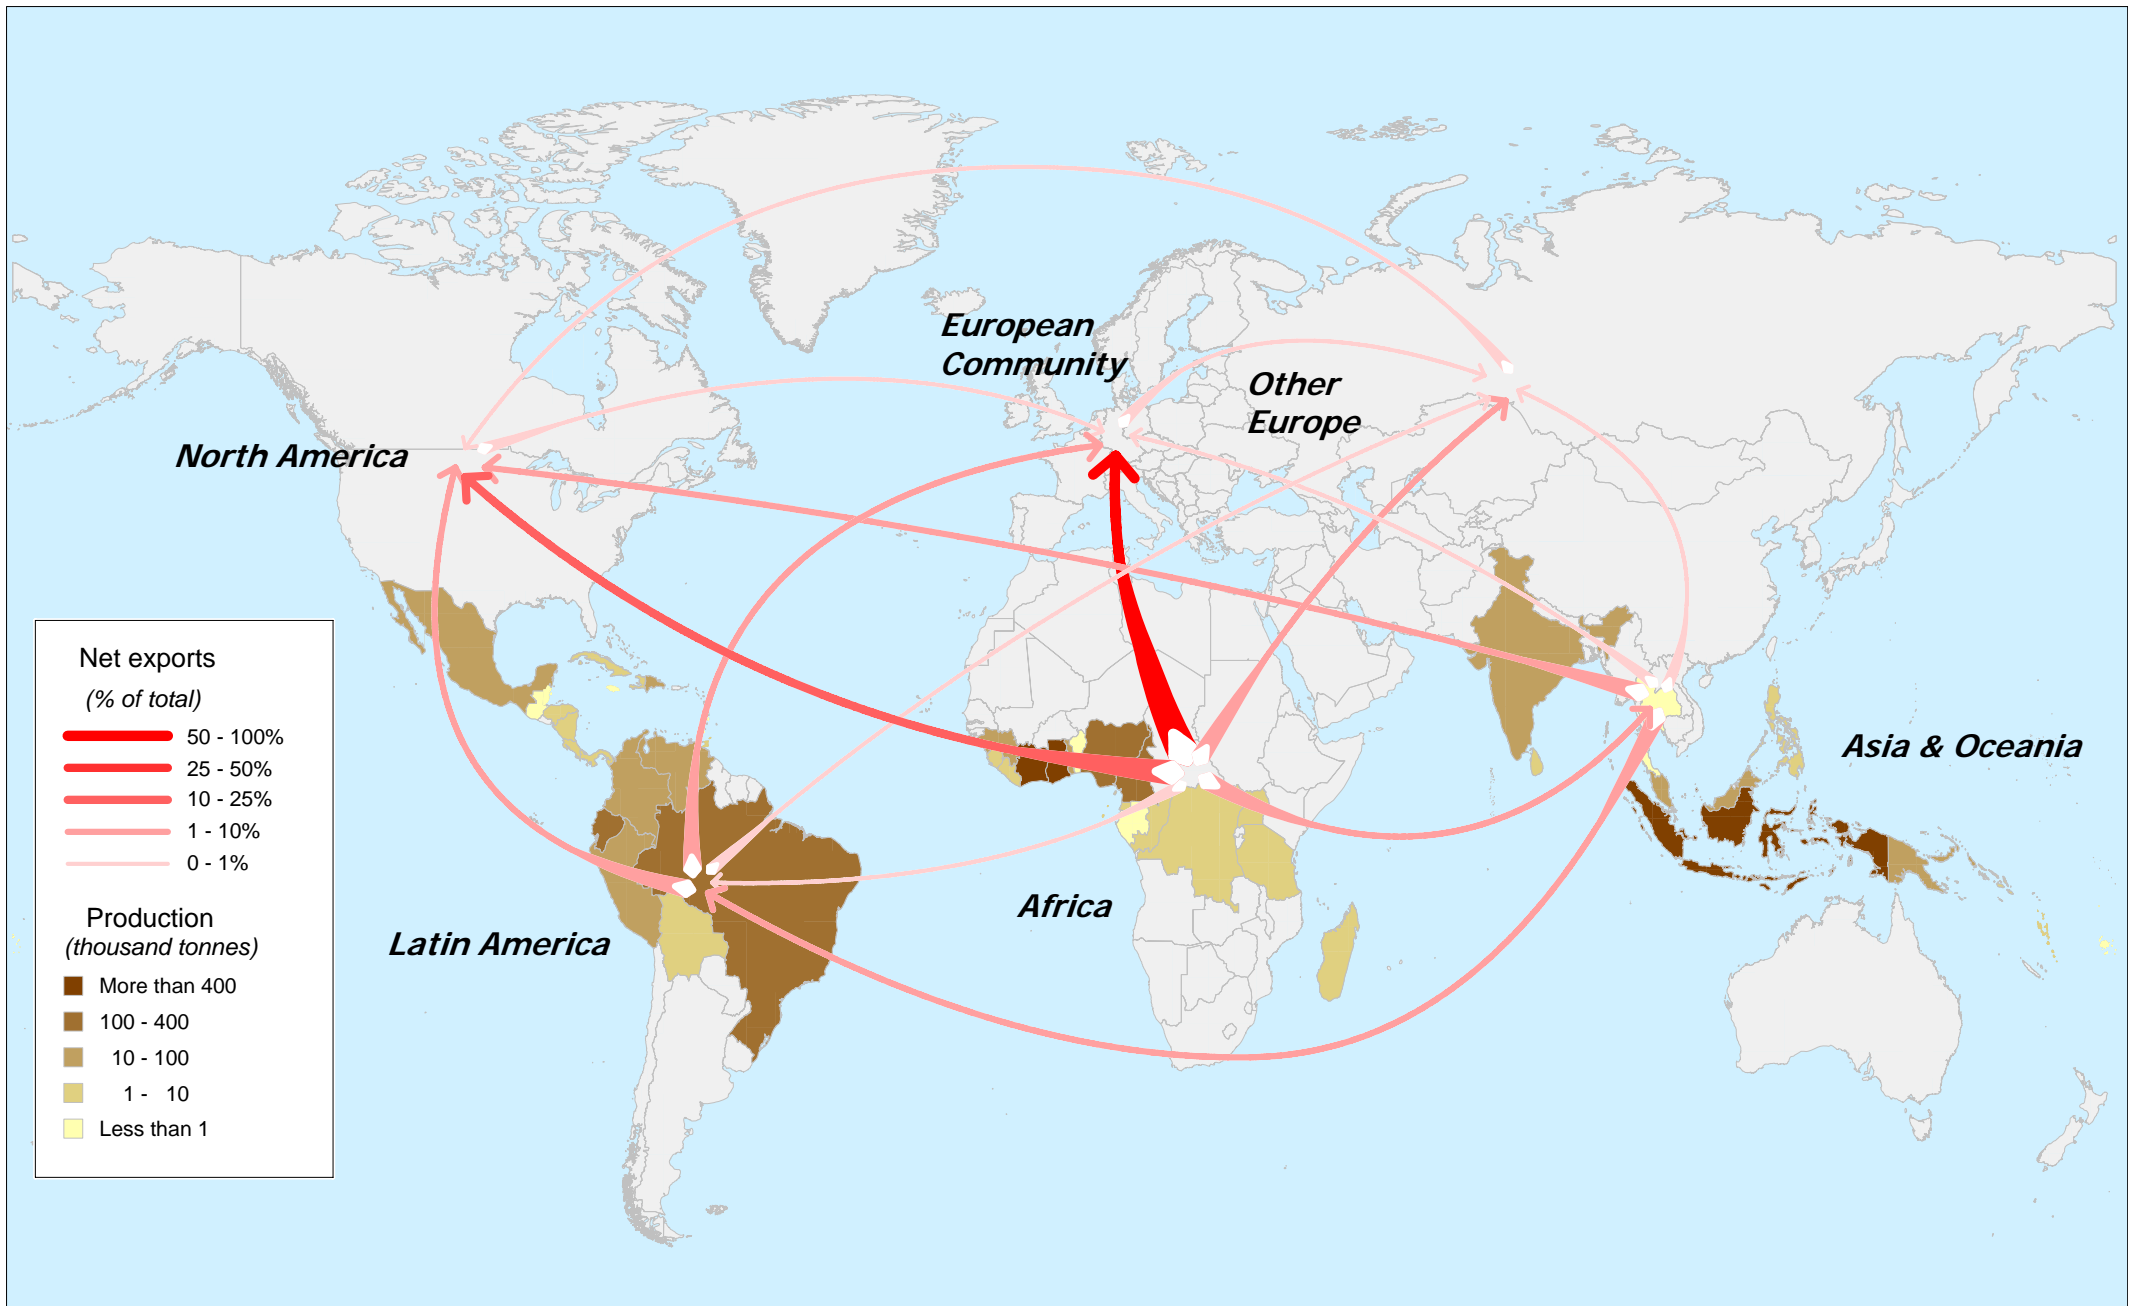 European
Community
Other
Europe
North America
Asia & Oceania
Africa
Latin America
Net exports
(% of total)
50 - 100%
25 - 50%
10 - 25%
1 - 10%
0 - 1%
Production
(thousand tonnes)
More than 400
100 - 400
10 - 100
1 - 10
Less than 1